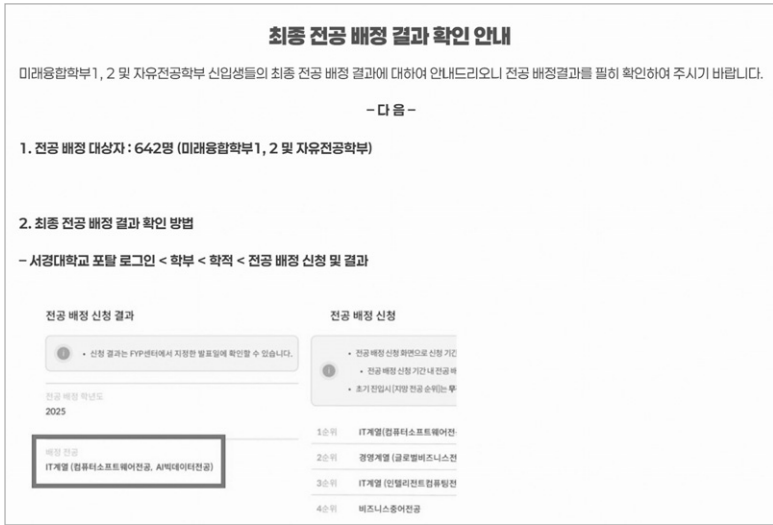 최종 전공 배정 결과 확인 안내
미래융합학부1, 2 및 자유전공학부 신입생들의 최종 전공 배정 결과에 대하여 안내드리오니 전공 배정결과를 필히 확인하여 주시기 바랍니다.
– 다 음 –
1. 전공 배정 대상자 : 642명 (미래융합학부1, 2 및 자유전공학부)
2. 최종 전공 배정 결과 확인 방법
– 서경대학교 포탈 로그인 < 학부 < 학적 < 전공 배정 신청 및 결과
전공 배정 신청 결과
• 신청 결과는 FYP센터에서 지정한 발표일에 확인할 수 있습니다.
전공 배정 학년도
2025
배정 전공
IT계열 (컴퓨터소프트웨어전공, AI빅데이터전공)
전공 배정 신청
• 전공 배정 신청 화면으로 신청 기간
• 전공 배정 신청 기간 내 전공 배
• 초기 진입시 [지망 전공 순위]는 무
1순위 IT계열(컴퓨터소프트웨어전
2순위 경영계열 (글로벌비즈니스전
3순위 IT계열 (인텔리전트컴퓨팅전
4순위 비즈니스중어전공